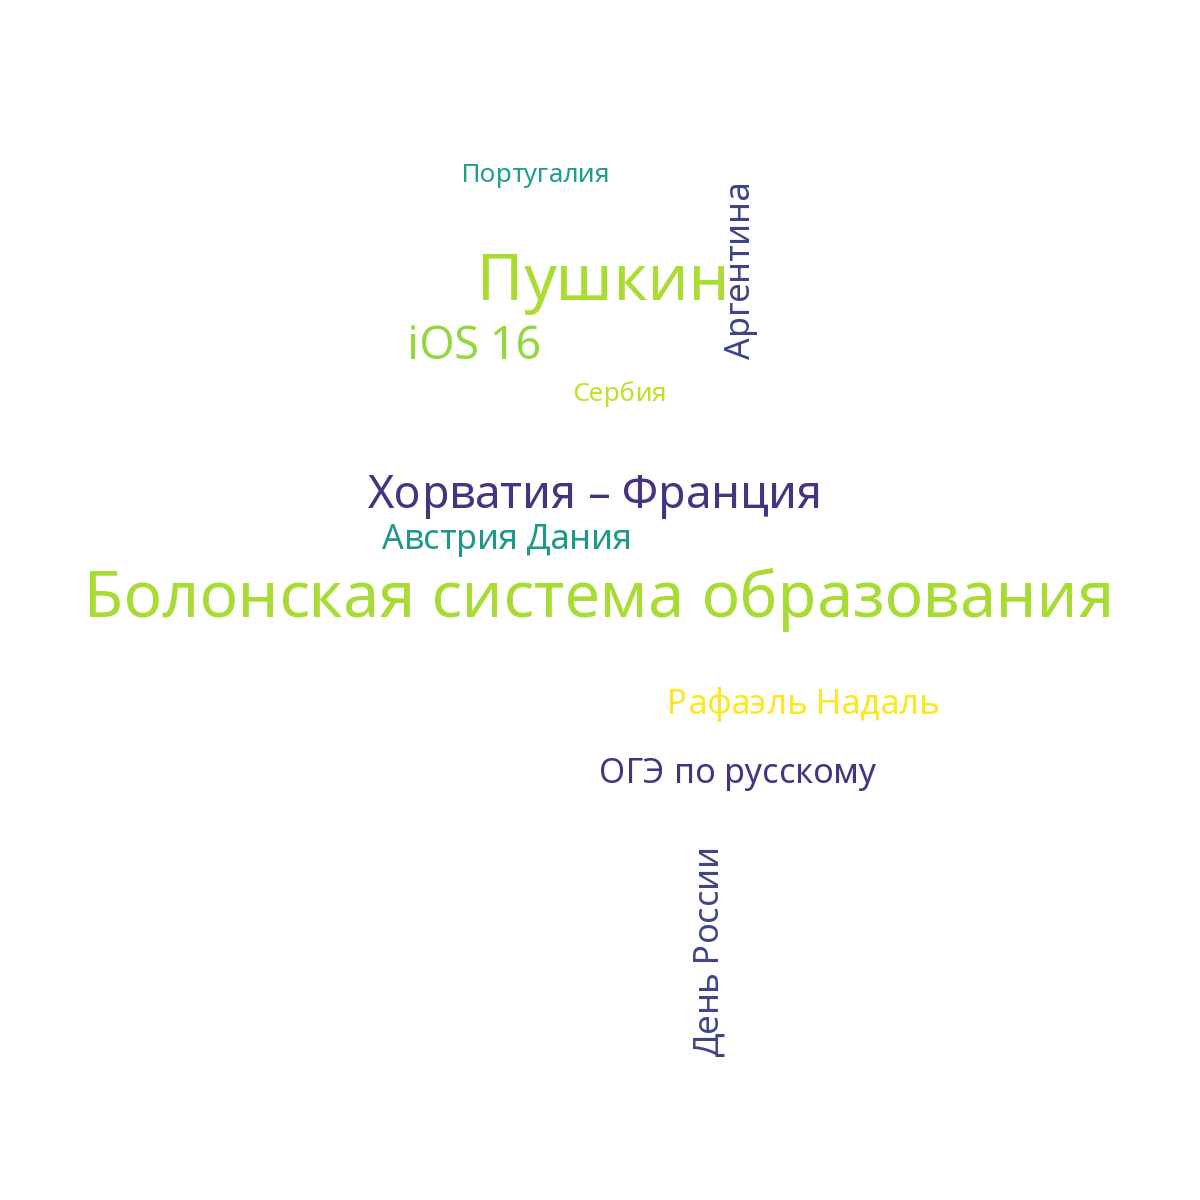 Португалия
Аргентина
Пушкин
iOS 16
Сербия
Хорватия – Франция
Австрия Дания
Болонская система образования
Рафаэль Надаль
ОГЭ по русскому
День России